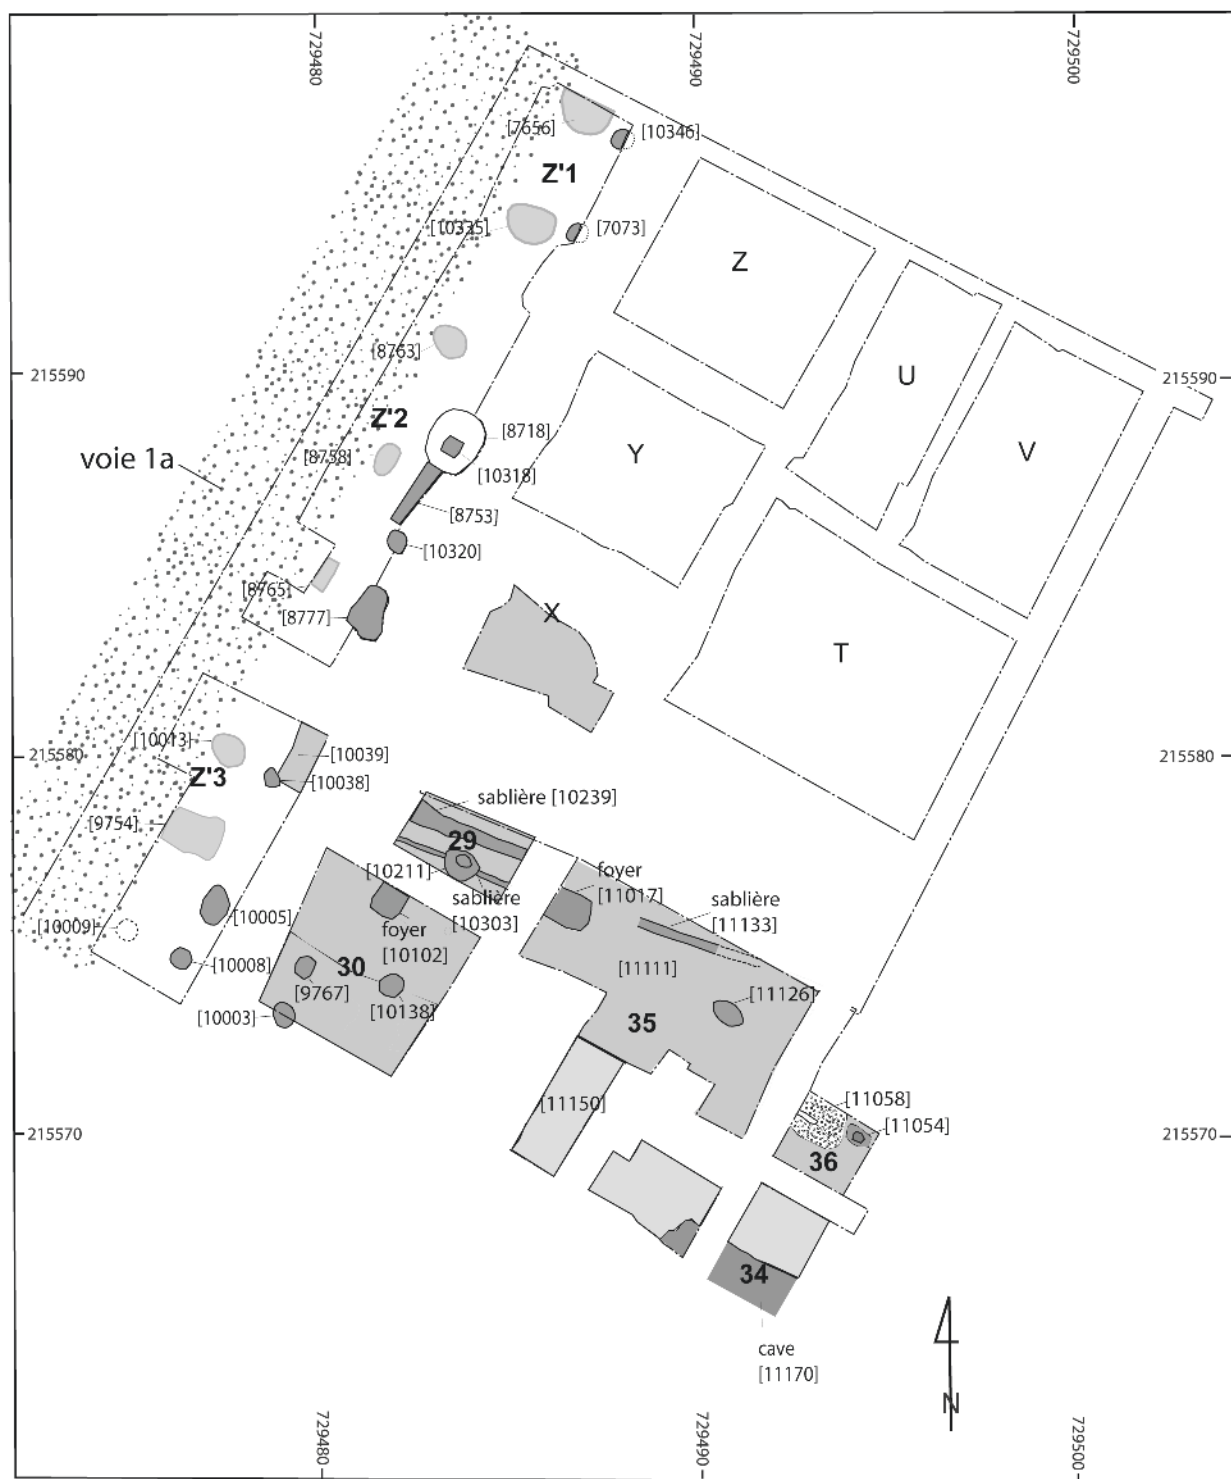 729480
729490
729500
[7656]
[10346]
Z'1
[10335]
[7073]
Z
[8763]
215590
215590
U
Z'2
[8718]
Y
V
voie 1a
[8758]
[10318]
[8753]
[10320]
[8765]
[8777]
X
T
[10013]
215580
[10039]
215580
Z'3
[10038]
sablière [10239]
[9754]
29
[10211]
foyer
[11017]
sablière
[10303]
sablière
[11133]
[10005]
[10009]
foyer
[10102]
[10008]
30
[9767]
[11111]
[10138]
[11126]
[10003]
35
[11150]
[11058]
[11054]
215570
215570
36
34
cave
[11170]
N
729480
729490
729500